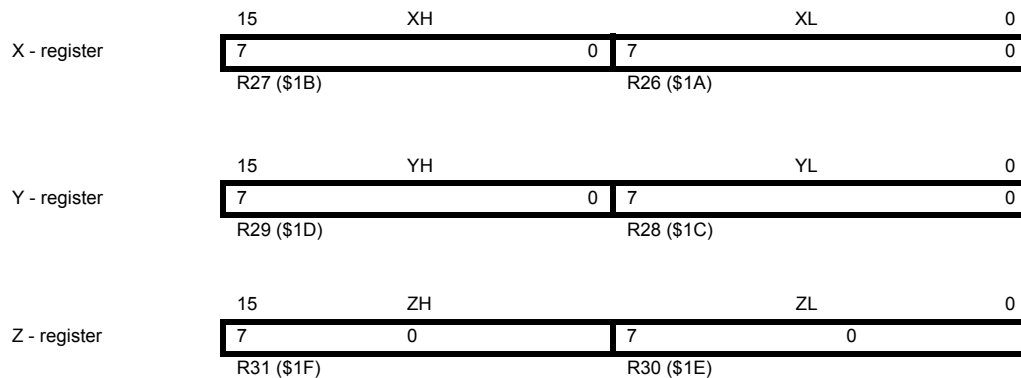 15 XH XL 0
X - register 7 0 7 0
R27 ($1B) R26 ($1A)
15 YH YL 0
Y - register 7 0 7 0
R29 ($1D) R28 ($1C)
15 ZH ZL 0
Z - register 7 0 7 0
R31 ($1F) R30 ($1E)